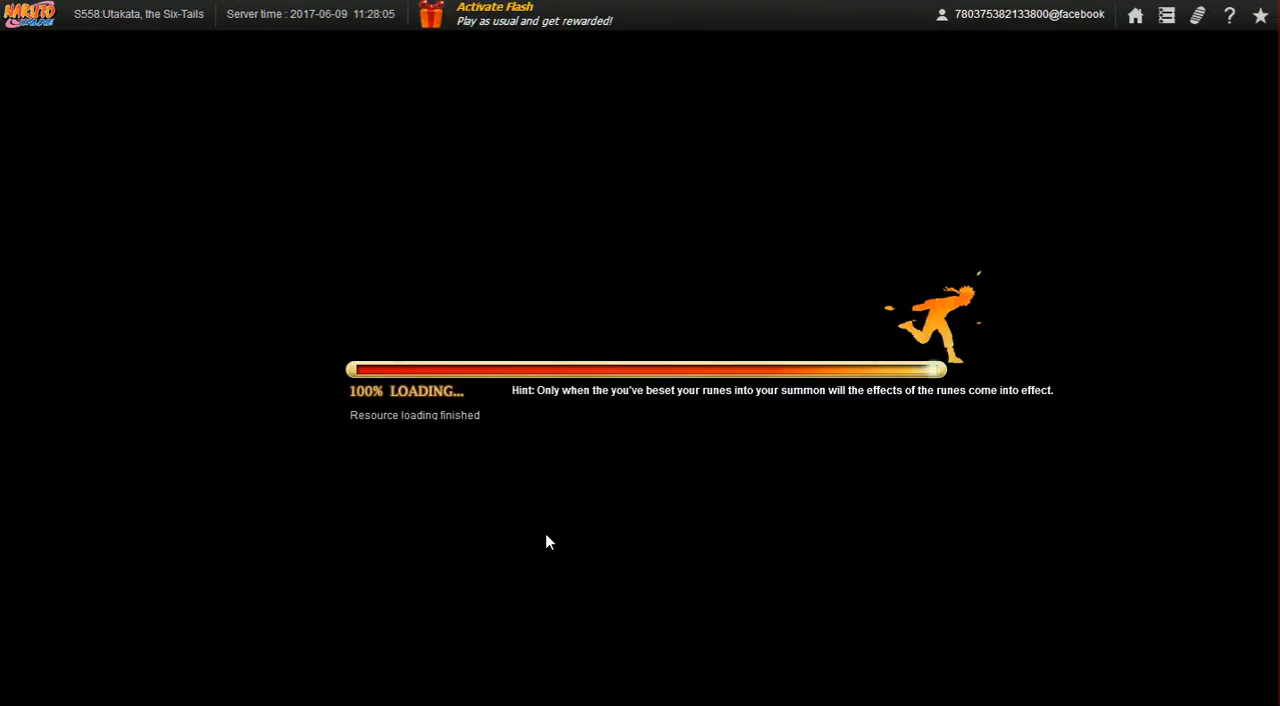 NARUTO
ONLINE
S558:Utakata, the Six-Tails
Server time : 2017-06-09 11:28:05
Activate Flash
Play as usual and get rewarded!
780375382133800@facebook
?
100% LOADING...
Hint: Only when the you've beset your runes into your summon will the effects of the runes come into effect.
Resource loading finished